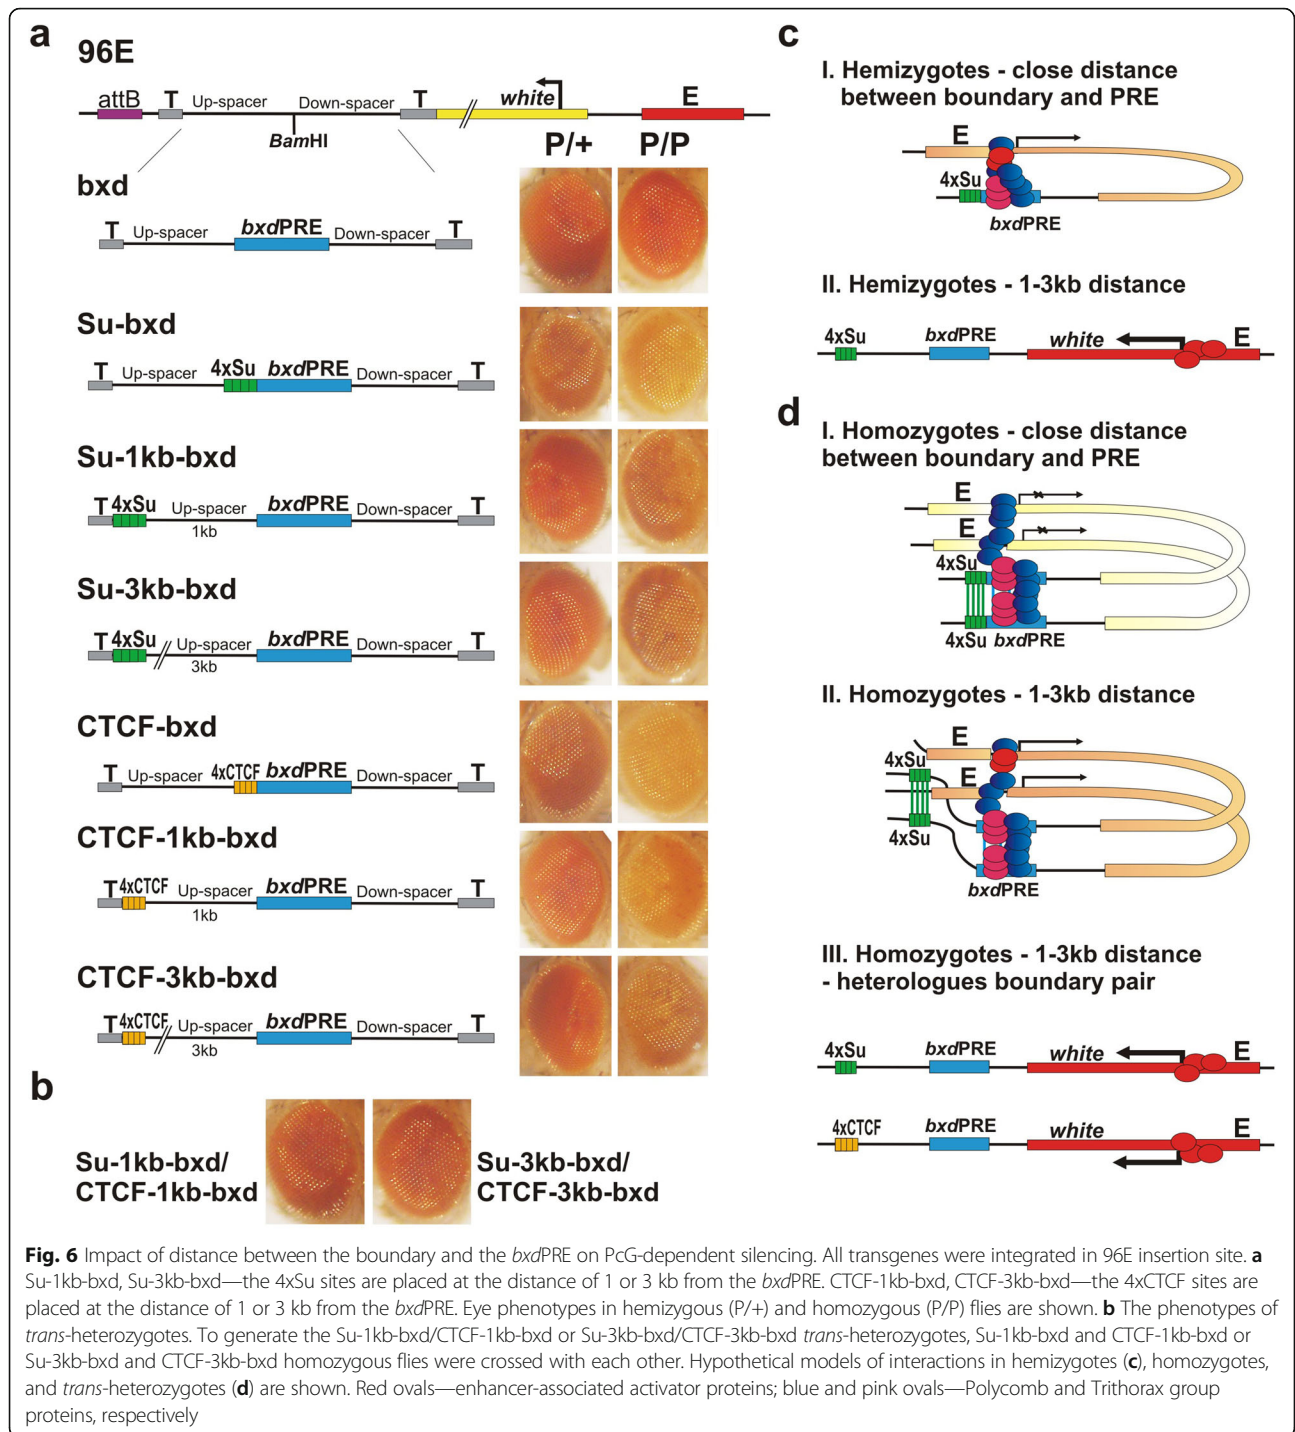 a
96E
attB T Up-spacer Down-spacer T white E
BamHI
P/+ P/P
bxd
T Up-spacer bxdPRE Down-spacer T
Su-bxd
T Up-spacer 4xSu bxdPRE Down-spacer T
Su-1kb-bxd
T 4xSu Up-spacer bxdPRE Down-spacer T
1kb
Su-3kb-bxd
T 4xSu Up-spacer bxdPRE Down-spacer T
3kb
CTCF-bxd
T Up-spacer 4xCTCF bxdPRE Down-spacer T
CTCF-1kb-bxd
T 4xCTCF Up-spacer bxdPRE Down-spacer T
1kb
CTCF-3kb-bxd
T 4xCTCF Up-spacer bxdPRE Down-spacer T
3kb
b
Su-1kb-bxd/
CTCF-1kb-bxd
Su-3kb-bxd/
CTCF-3kb-bxd
c
I. Hemizygotes - close distance
between boundary and PRE
E
4xSu
bxdPRE
II. Hemizygotes - 1-3kb distance
4xSu bxdPRE white E
d
I. Homozygotes - close distance
between boundary and PRE
E
E
4xSu
4xSu bxdPRE
II. Homozygotes - 1-3kb distance
E
4xSu
E
4xSu
bxdPRE
III. Homozygotes - 1-3kb distance
- heterologues boundary pair
4xSu bxdPRE white E
4xCTCF bxdPRE white E
Fig. 6 Impact of distance between the boundary and the bxdPRE on PcG-dependent silencing. All transgenes were integrated in 96E insertion site. a
Su-1kb-bxd, Su-3kb-bxd—the 4xSu sites are placed at the distance of 1 or 3 kb from the bxdPRE. CTCF-1kb-bxd, CTCF-3kb-bxd—the 4xCTCF sites are
placed at the distance of 1 or 3 kb from the bxdPRE. Eye phenotypes in hemizygous (P/+) and homozygous (P/P) flies are shown. b The phenotypes of
trans-heterozygotes. To generate the Su-1kb-bxd/CTCF-1kb-bxd or Su-3kb-bxd/CTCF-3kb-bxd trans-heterozygotes, Su-1kb-bxd and CTCF-1kb-bxd or
Su-3kb-bxd and CTCF-3kb-bxd homozygous flies were crossed with each other. Hypothetical models of interactions in hemizygotes (c), homozygotes,
and trans-heterozygotes (d) are shown. Red ovals—enhancer-associated activator proteins; blue and pink ovals—Polycomb and Trithorax group
proteins, respectively